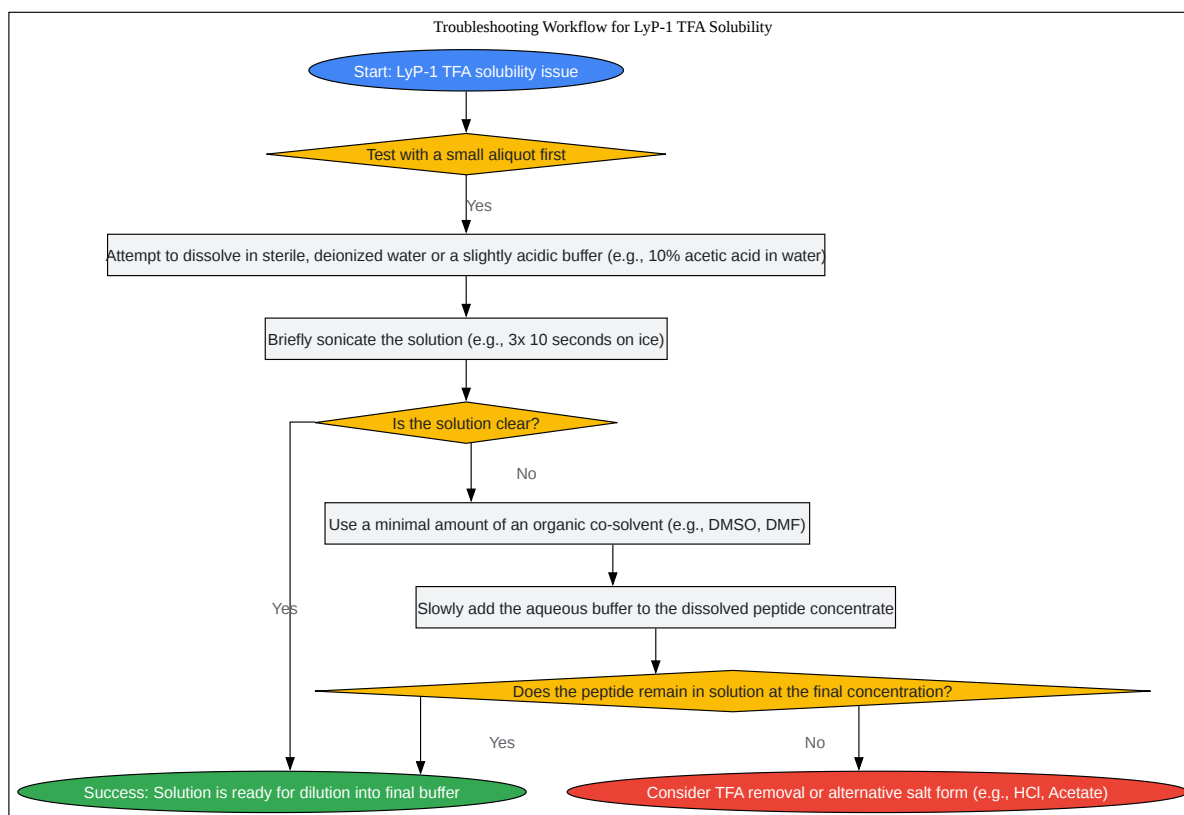 Troubleshooting Workflow for LyP-1 TFA Solubility
Start: LyP-1 TFA solubility issue
Test with a small aliquot first
Yes
Attempt to dissolve in sterile, deionized water or a slightly acidic buffer (e.g., 10% acetic acid in water)
Briefly sonicate the solution (e.g., 3x 10 seconds on ice)
Is the solution clear?
No
Use a minimal amount of an organic co-solvent (e.g., DMSO, DMF)
Yes
Slowly add the aqueous buffer to the dissolved peptide concentrate
Does the peptide remain in solution at the final concentration?
Yes
No
Success: Solution is ready for dilution into final buffer
Consider TFA removal or alternative salt form (e.g., HCl, Acetate)